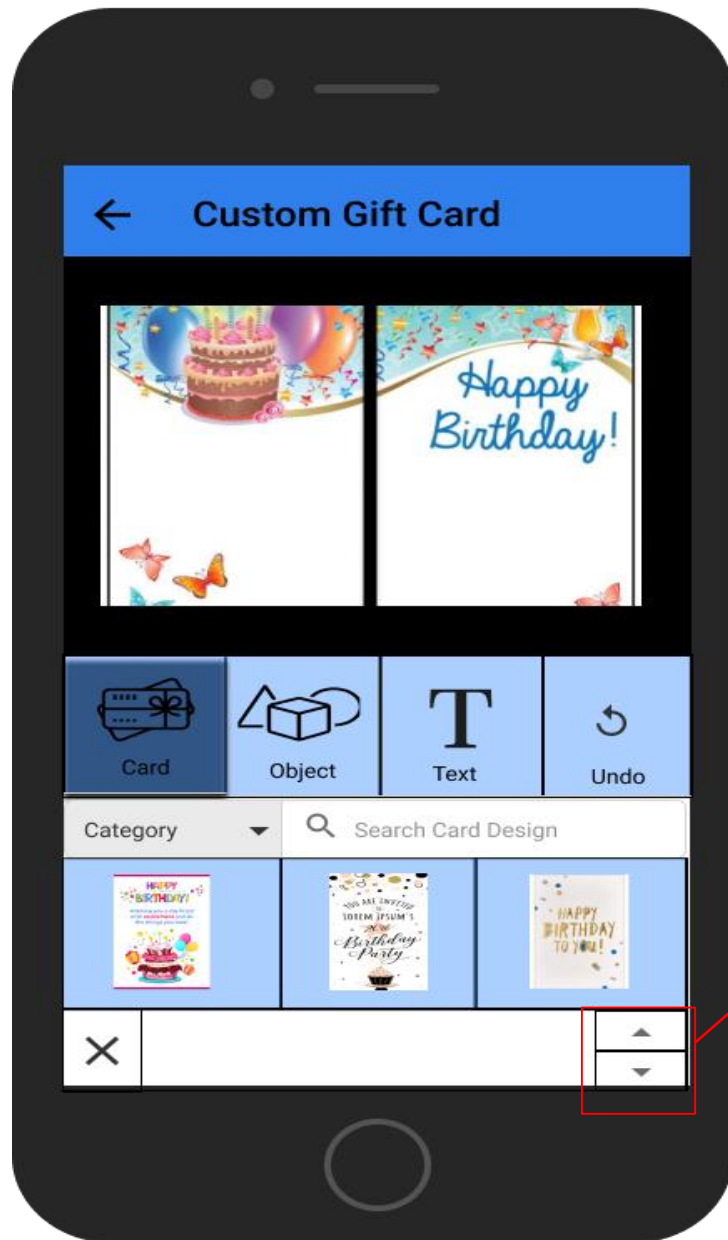 Custom Gift Card
Happy
Birthday!
Card
Object
T
Text
Undo
Category
Search Card Design
HAPPY
BIRTHDAY!
YOU ARE INVITED
TO
LOREM IPSUM'S
Birthday
Party
HAPPY
BIRTHDAY
TO YOU!